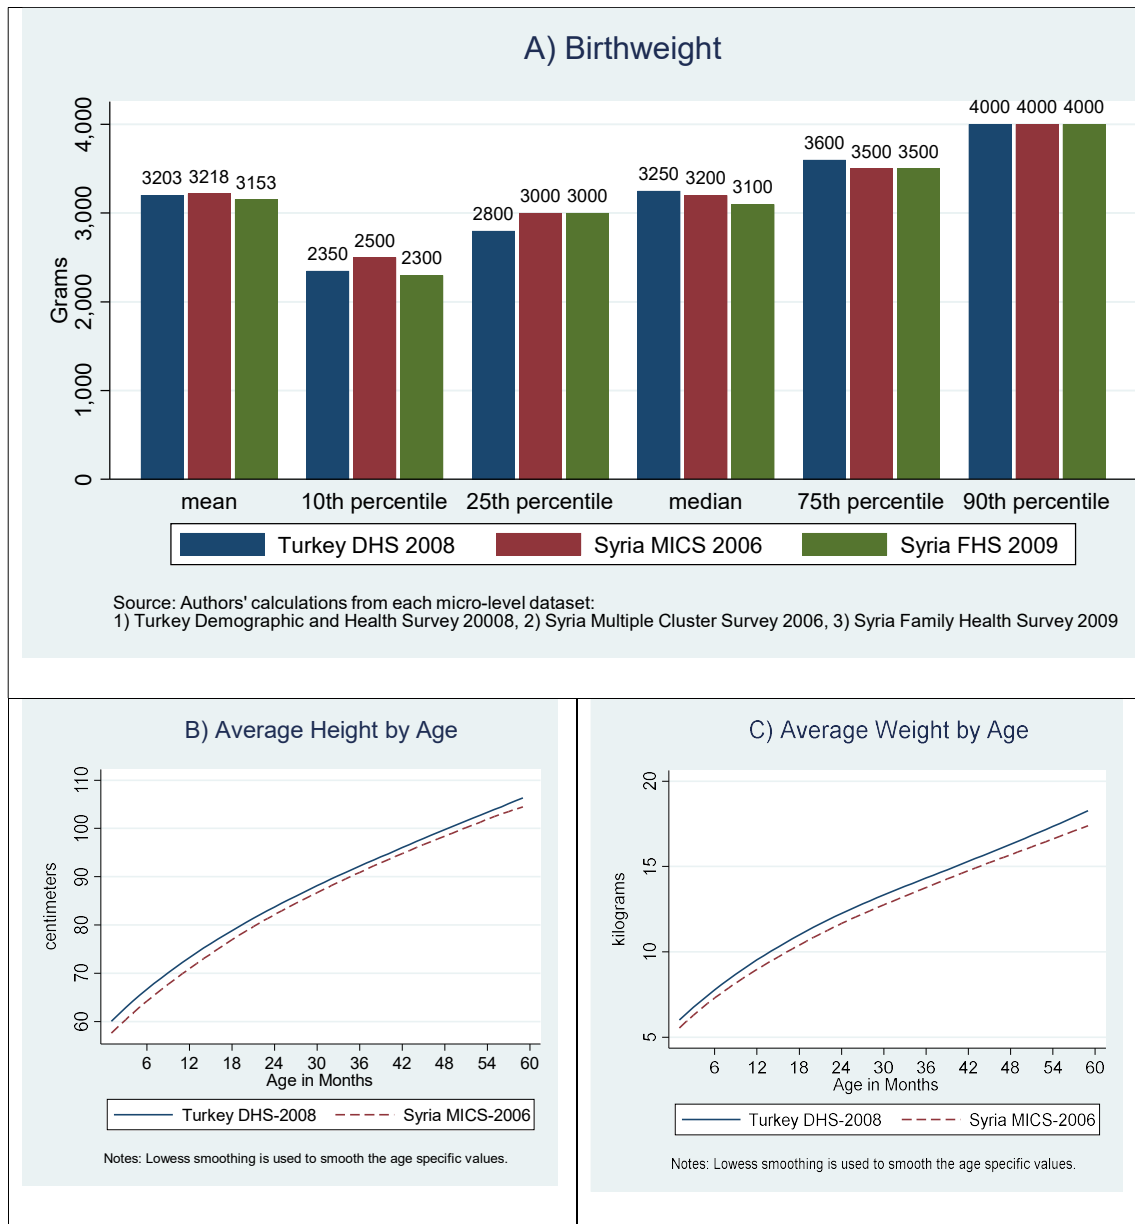 A) Birthweight
Grams
4,000
3,000
2,000
1,000
0
3203 3218 3153
2350 2500 2300
2800 3000 3000
3250 3200 3100
3600 3500 3500
4000 4000 4000
mean 10th percentile 25th percentile median 75th percentile 90th percentile
Turkey DHS 2008 Syria MICS 2006 Syria FHS 2009
Source: Authors' calculations from each micro-level dataset:
1) Turkey Demographic and Health Survey 20008, 2) Syria Multiple Cluster Survey 2006, 3) Syria Family Health Survey 2009
B) Average Height by Age
centimeters
110
100
90
80
70
60
6 12 18 24 30 36 42 48 54 60
Age in Months
Turkey DHS-2008 Syria MICS-2006
Notes: Lowess smoothing is used to smooth the age specific values.
C) Average Weight by Age
kilograms
20
15
10
5
6 12 18 24 30 36 42 48 54 60
Age in Months
Turkey DHS-2008 Syria MICS-2006
Notes: Lowess smoothing is used to smooth the age specific values.